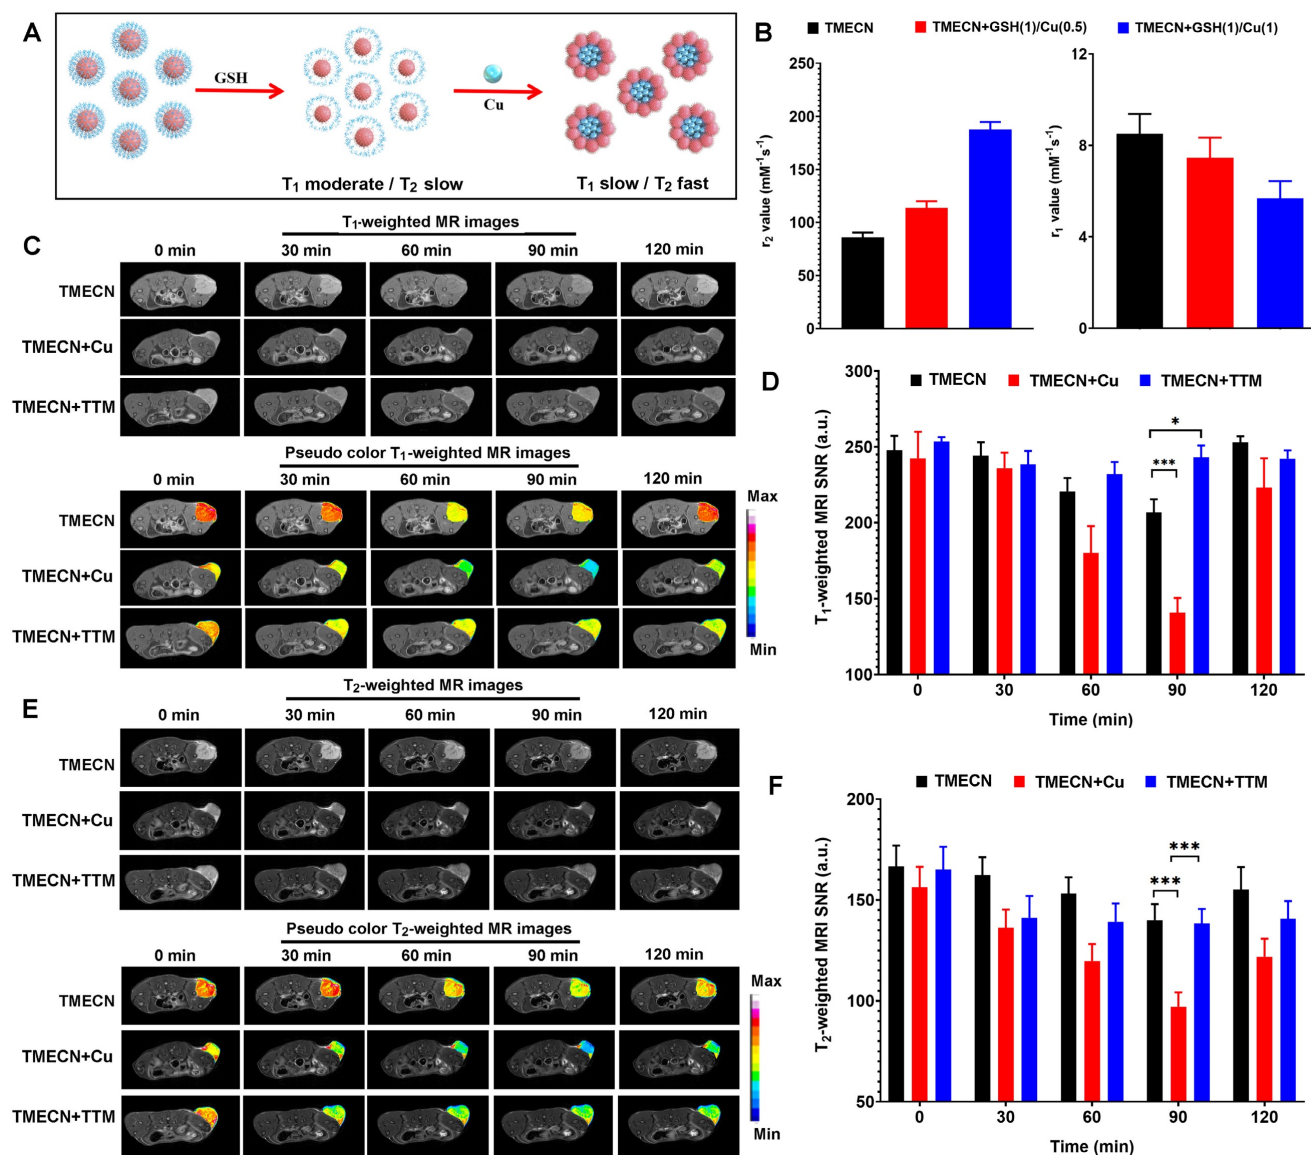 A
GSH
Cu
T1 moderate / T2 slow
T1 slow / T2 fast
B
TMECN
TMECN+GSH(1)/Cu(0.5)
TMECN+GSH(1)/Cu(1)
r2 value (mM-1s-1)
250
200
150
100
50
0
r1 value (mM-1s-1)
12
8
4
0
C
T1-weighted MR images
0 min 30 min 60 min 90 min 120 min
TMECN
TMECN+Cu
TMECN+TTM
Pseudo color T1-weighted MR images
0 min 30 min 60 min 90 min 120 min
TMECN
TMECN+Cu
TMECN+TTM
Max
Min
D
TMECN TMECN+Cu TMECN+TTM
T1-weighted MRI SNR (a.u.)
300
250
200
150
100
*
***
0 30 60 90 120
Time (min)
E
T2-weighted MR images
0 min 30 min 60 min 90 min 120 min
TMECN
TMECN+Cu
TMECN+TTM
Pseudo color T2-weighted MR images
0 min 30 min 60 min 90 min 120 min
TMECN
TMECN+Cu
TMECN+TTM
Max
Min
F
TMECN TMECN+Cu TMECN+TTM
T2-weighted MRI SNR (a.u.)
200
150
100
50
***
***
0 30 60 90 120
Time (min)